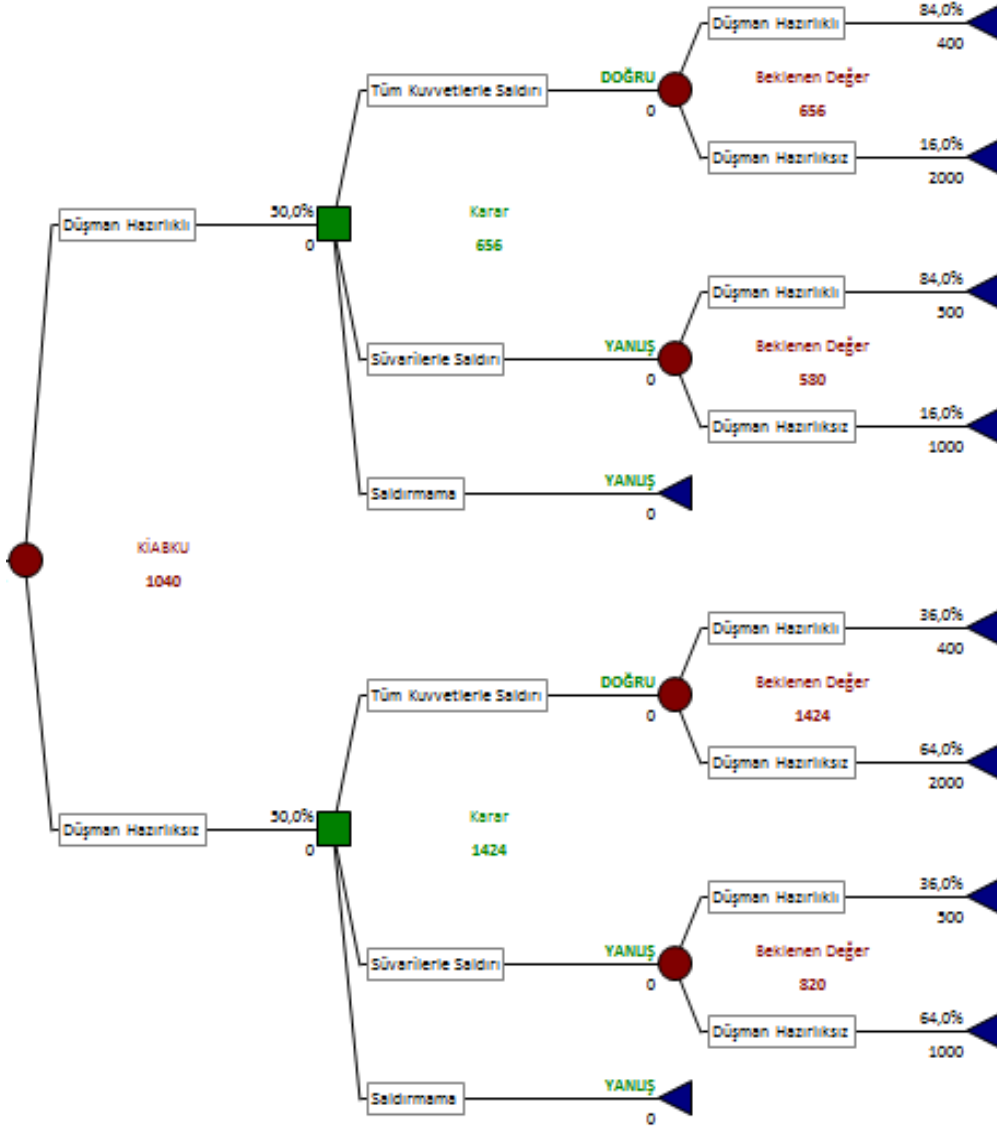 84,0%
Düşman Hazırlıklı
400
Tüm Kuvvetlerle Saldırı
DOĞRU
0
Beklenen Değer
656
16,0%
Düşman Hazırlıksız
2000
Düşman Hazırlıklı
50,0%
0
Karar
656
84,0%
Düşman Hazırlıklı
500
Süvarilerle Saldırı
YANLIŞ
0
Beklenen Değer
580
16,0%
Düşman Hazırlıksız
1000
Saldırmama
YANLIŞ
0
KİABKU
1040
36,0%
Düşman Hazırlıklı
400
Tüm Kuvvetlerle Saldırı
DOĞRU
0
Beklenen Değer
1424
64,0%
Düşman Hazırlıksız
2000
Düşman Hazırlıksız
50,0%
0
Karar
1424
36,0%
Düşman Hazırlıklı
500
Süvarilerle Saldırı
YANLIŞ
0
Beklenen Değer
820
64,0%
Düşman Hazırlıksız
1000
Saldırmama
YANLIŞ
0